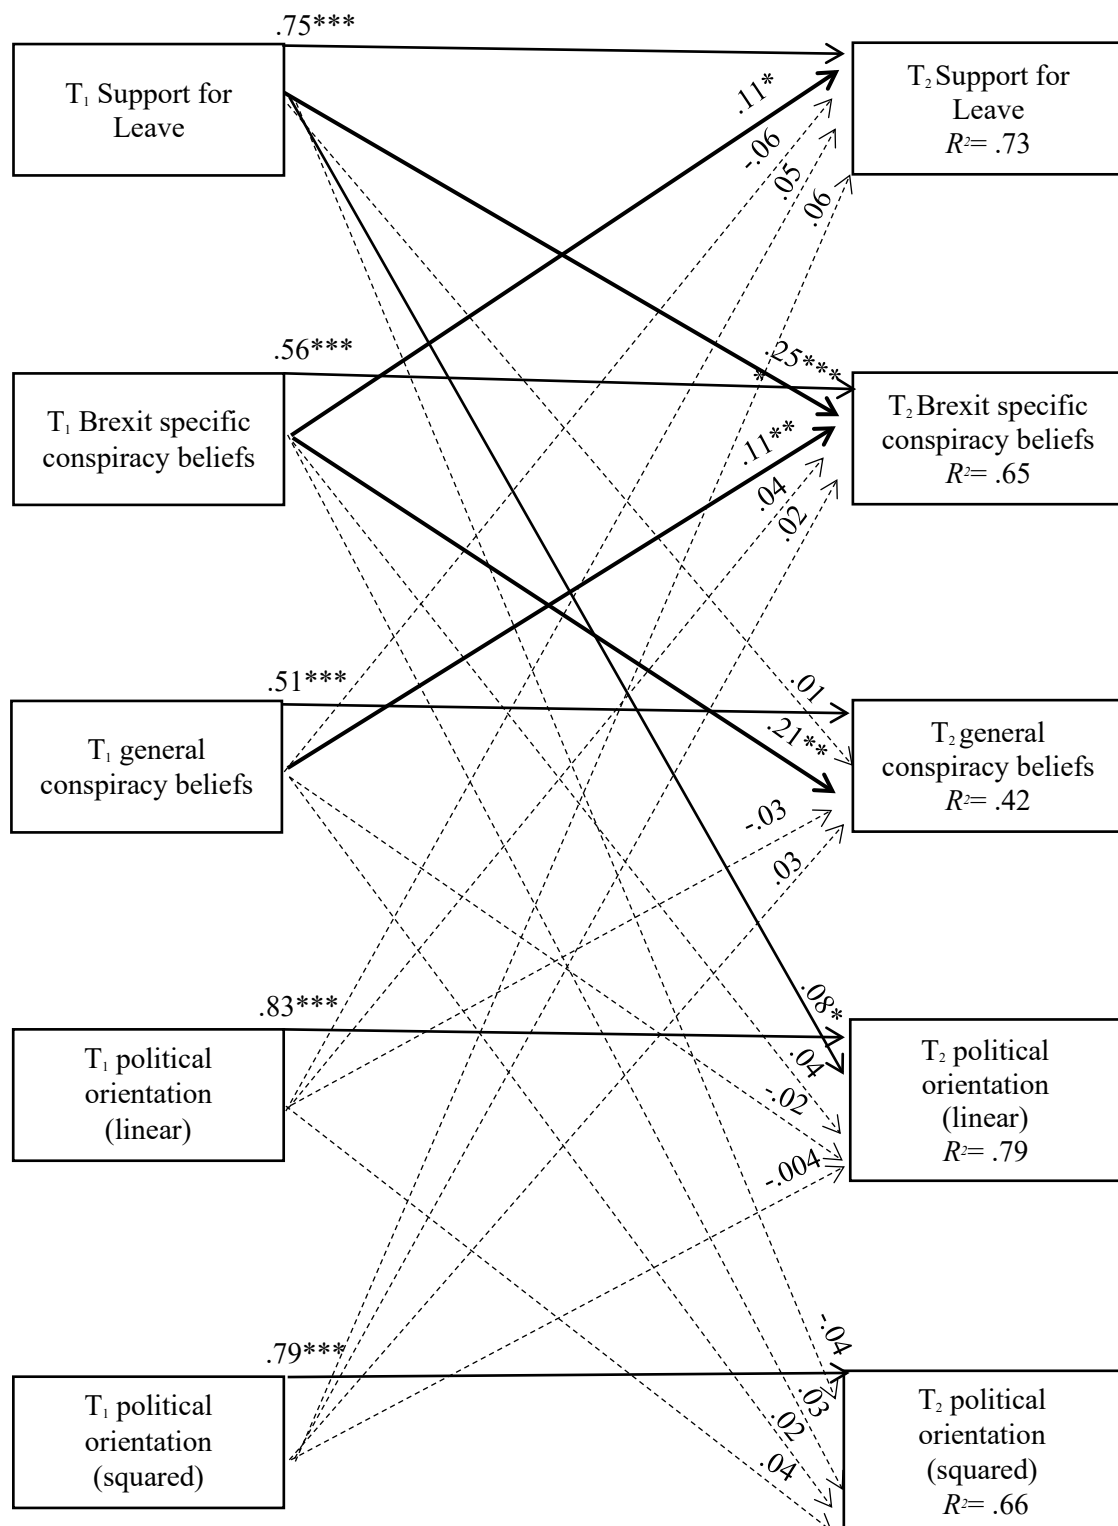 .75***
T₁ Support for
Leave
T₂ Support for
Leave
R²= .73
.11*
-.06
.05
.06
.56***
T₁ Brexit specific
conspiracy beliefs
.25***
*
T₂ Brexit specific
conspiracy beliefs
R²= .65
.11**
.04
.02
.51***
T₁ general
conspiracy beliefs
.01
.21**
T₂ general
conspiracy beliefs
R²= .42
-.03
.03
.83***
T₁ political
orientation
(linear)
.08*
.04
-.02
-.004
T₂ political
orientation
(linear)
R²= .79
.79***
T₁ political
orientation
(squared)
-.04
.03
.02
.04
T₂ political
orientation
(squared)
R²= .66